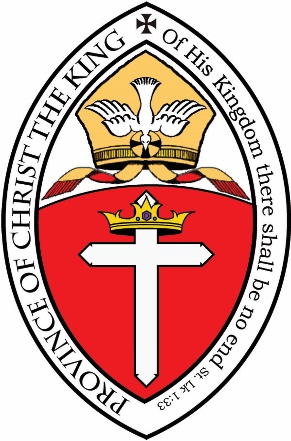 PROVINCE OF CHRIST THE KING
Of His Kingdom there shall be no end St. Lk 1:33